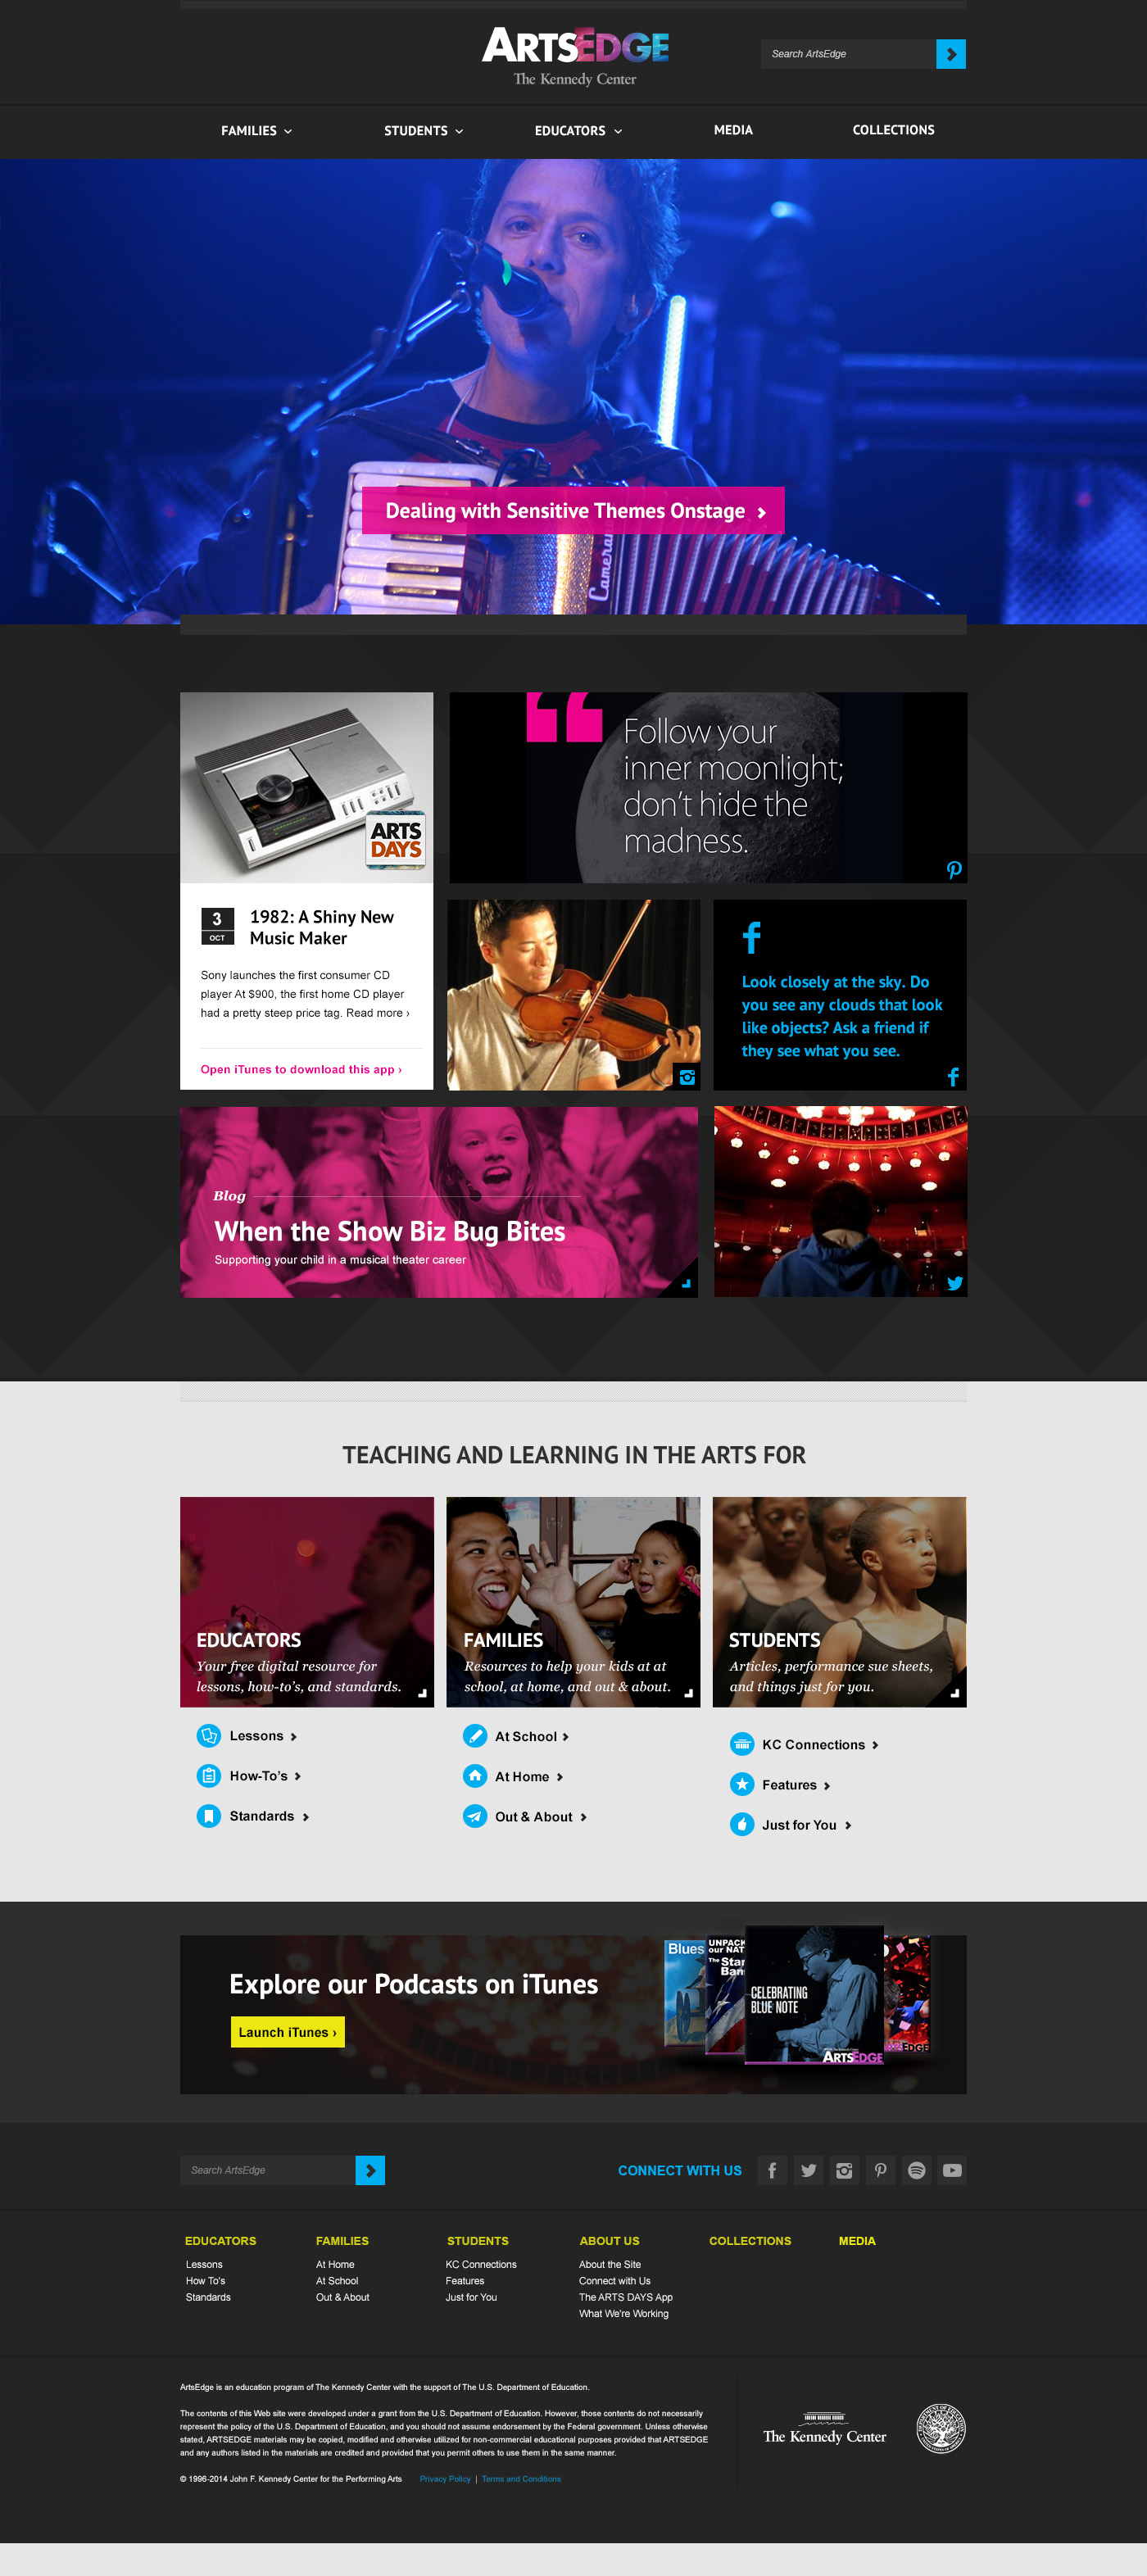 ARTSEDGE
The Kennedy Center
Search ArtsEdge
FAMILIES
STUDENTS
EDUCATORS
MEDIA
COLLECTIONS
Camerano
Dealing with Sensitive Themes Onstage
ARTS
DAYS
Follow your
inner moonlight;
don't hide the
madness.
3
OCT
1982: A Shiny New
Music Maker
Sony launches the first consumer CD
player At $900, the first home CD player
had a pretty steep price tag. Read more ›
Open iTunes to download this app ›
Look closely at the sky. Do
you see any clouds that look
like objects? Ask a friend if
they see what you see.
Blog
When the Show Biz Bug Bites
Supporting your child in a musical theater career
TEACHING AND LEARNING IN THE ARTS FOR
EDUCATORS
Your free digital resource for
lessons, how-to's, and standards.
FAMILIES
Resources to help your kids at at
school, at home, and out & about.
STUDENTS
Articles, performance sue sheets,
and things just for you.
Lessons
How-To's
Standards
At School
At Home
Out & About
KC Connections
Features
Just for You
Explore our Podcasts on iTunes
Launch iTunes ›
Blues
UNPACK
our NAT
The Star
Bann
CELEBRATING
BLUE NOTE
ARTSEDGE
EDGE
Search ArtsEdge
CONNECT WITH US
EDUCATORS
Lessons
How To's
Standards
FAMILIES
At Home
At School
Out & About
STUDENTS
KC Connections
Features
Just for You
ABOUT US
About the Site
Connect with Us
The ARTS DAYS App
What We're Working
COLLECTIONS
MEDIA
ArtsEdge is an education program of The Kennedy Center with the support of The U.S. Department of Education.
The contents of this Web site were developed under a grant from the U.S. Department of Education. However, those contents do not necessarily
represent the policy of the U.S. Department of Education, and you should not assume endorsement by the Federal government. Unless otherwise
stated, ARTSEDGE materials may be copied, modified and otherwise utilized for non-commercial educational purposes provided that ARTSEDGE
and any authors listed in the materials are credited and provided that you permit others to use them in the same manner.
© 1996-2014 John F. Kennedy Center for the Performing Arts
Privacy Policy | Terms and Conditions
The Kennedy Center